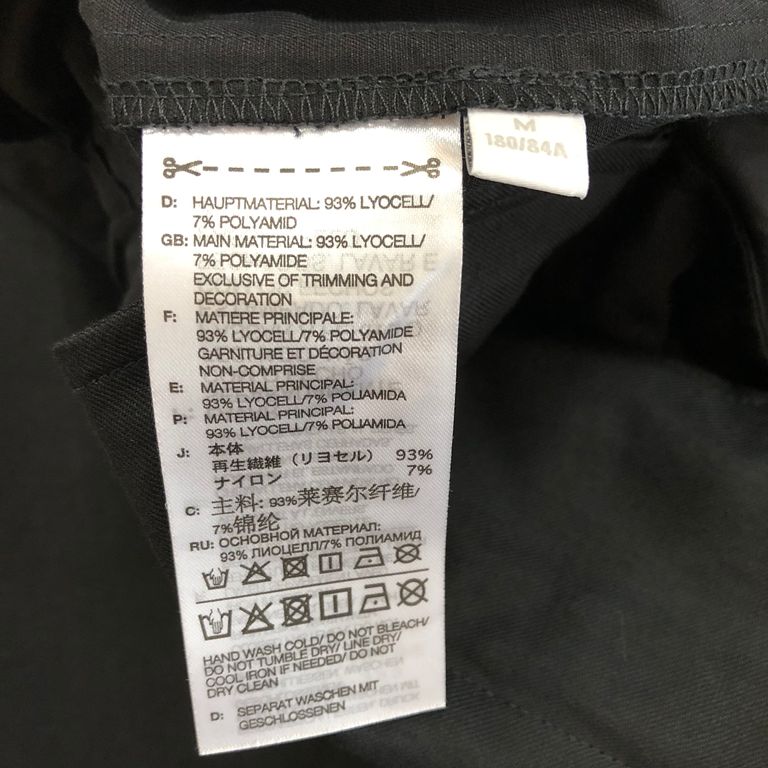 M
180/84A
D: HAUPTMATERIAL: 93% LYOCELL/
7% POLYAMID
GB: MAIN MATERIAL: 93% LYOCELL/
7% POLYAMIDE
EXCLUSIVE OF TRIMMING AND
DECORATION
F: MATIERE PRINCIPALE:
93% LYOCELL/7% POLYAMIDE
GARNITURE ET DÉCORATION
NON-COMPRISE
E: MATERIAL PRINCIPAL:
93% LYOCELL/7% POLIAMIDA
P: MATERIAL PRINCIPAL:
93% LYOCELL/7% POLIAMIDA
J: 本体
再生繊維（リヨセル） 93%
ナイロン 7%
C: 主料: 93%莱赛尔纤维/
7%锦纶
RU: ОСНОВНОЙ МАТЕРИАЛ:
93% ЛИОЦЕЛЛ/7% ПОЛИАМИД
HAND WASH COLD/ DO NOT BLEACH/
DO NOT TUMBLE DRY/ LINE DRY/
COOL IRON IF NEEDED/ DO NOT
DRY CLEAN
D: SEPARAT WASCHEN MIT
GESCHLOSSENEN